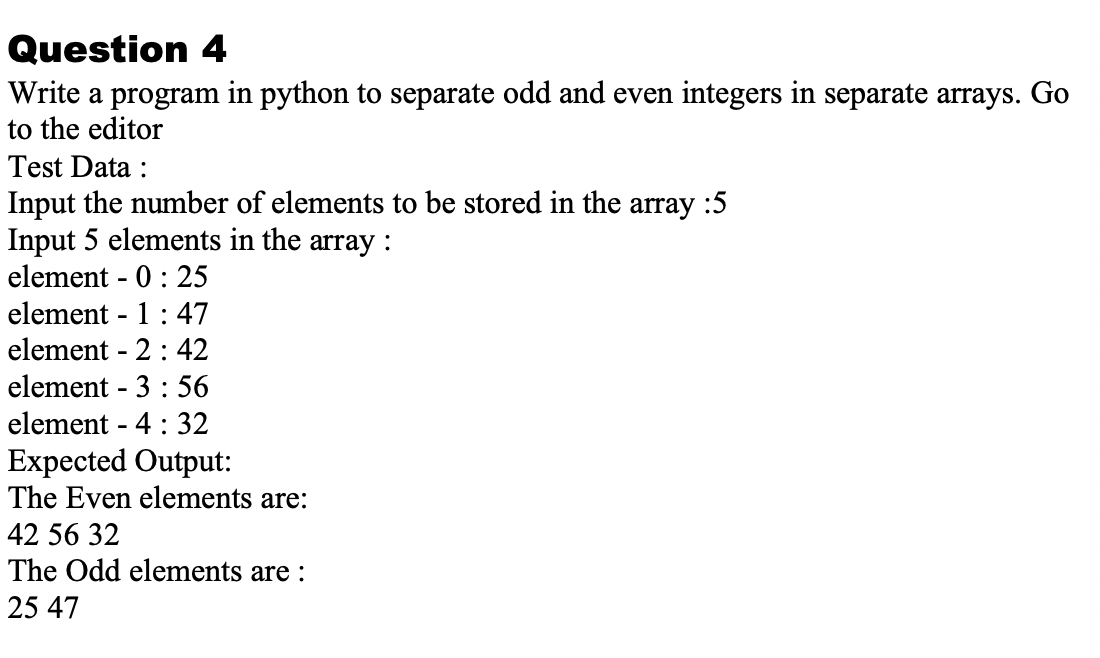 Question 4
Write a program in python to separate odd and even integers in separate arrays. Go
to the editor
Test Data :
Input the number of elements to be stored in the array :5
Input 5 elements in the array :
element - 0 : 25
element - 1 : 47
element - 2 : 42
element - 3 : 56
element - 4 : 32
Expected Output:
The Even elements are:
42 56 32
The Odd elements are :
25 47